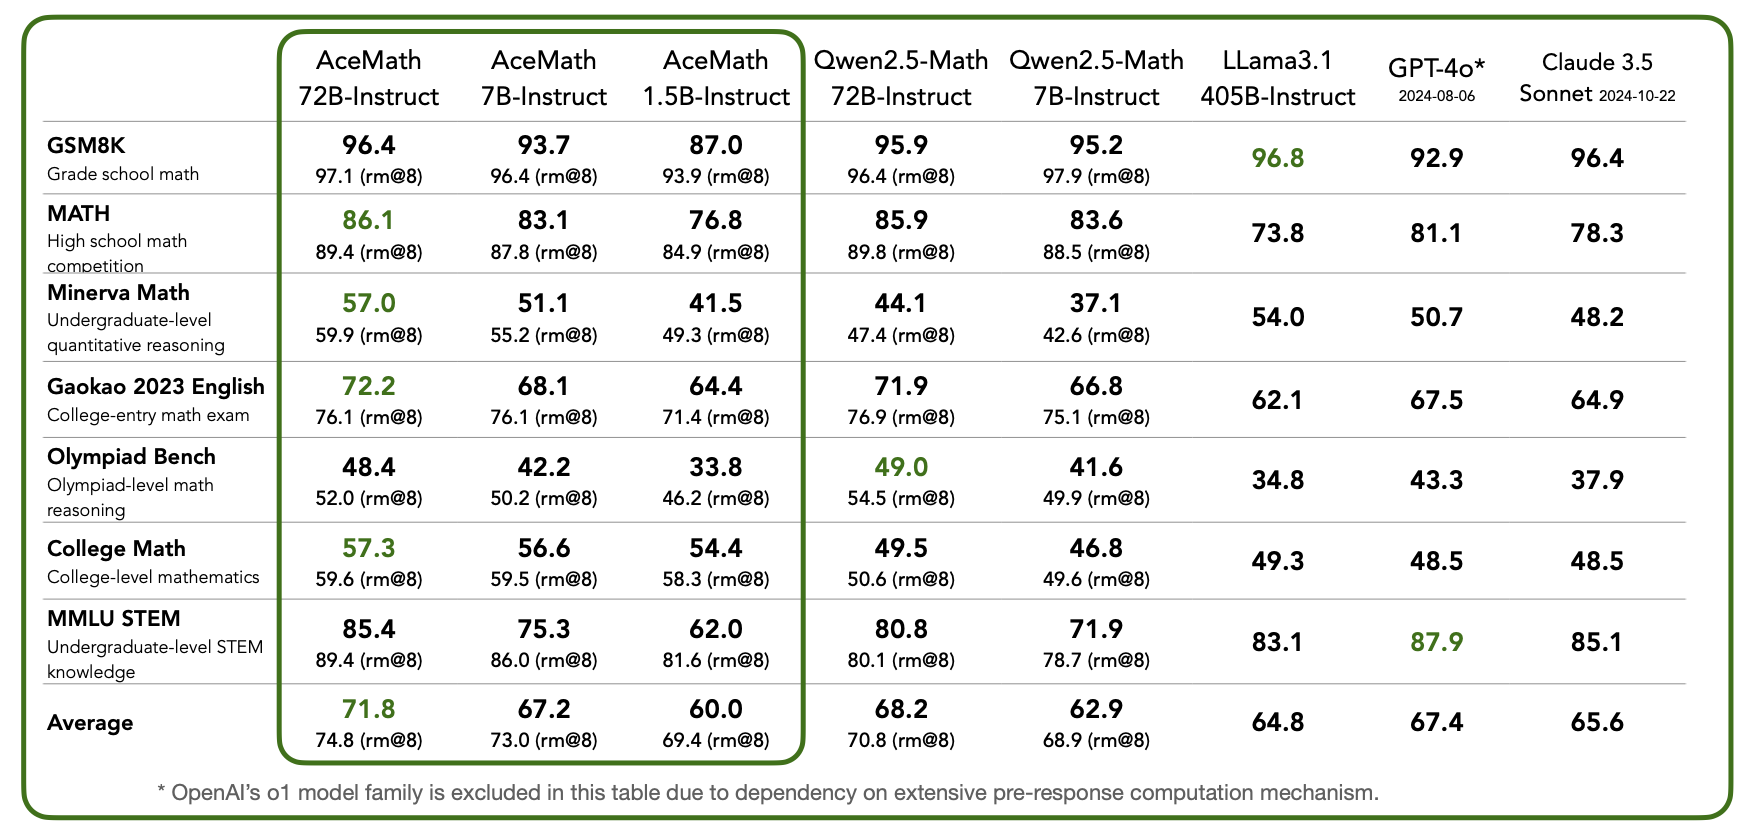 AceMath AceMath AceMath Qwen2.5-Math Qwen2.5-Math LLama3.1 GPT-4o* Claude 3.5
72B-Instruct 7B-Instruct 1.5B-Instruct 72B-Instruct 7B-Instruct 405B-Instruct 2024-08-06 Sonnet 2024-10-22
GSM8K 96.4 93.7 87.0 95.9 95.2 96.8 92.9 96.4
Grade school math 97.1 (rm@8) 96.4 (rm@8) 93.9 (rm@8) 96.4 (rm@8) 97.9 (rm@8)
MATH 86.1 83.1 76.8 85.9 83.6 73.8 81.1 78.3
High school math 89.4 (rm@8) 87.8 (rm@8) 84.9 (rm@8) 89.8 (rm@8) 88.5 (rm@8)
competition
Minerva Math 57.0 51.1 41.5 44.1 37.1 54.0 50.7 48.2
Undergraduate-level 59.9 (rm@8) 55.2 (rm@8) 49.3 (rm@8) 47.4 (rm@8) 42.6 (rm@8)
quantitative reasoning
Gaokao 2023 English 72.2 68.1 64.4 71.9 66.8 62.1 67.5 64.9
College-entry math exam 76.1 (rm@8) 76.1 (rm@8) 71.4 (rm@8) 76.9 (rm@8) 75.1 (rm@8)
Olympiad Bench 48.4 42.2 33.8 49.0 41.6 34.8 43.3 37.9
Olympiad-level math 52.0 (rm@8) 50.2 (rm@8) 46.2 (rm@8) 54.5 (rm@8) 49.9 (rm@8)
reasoning
College Math 57.3 56.6 54.4 49.5 46.8 49.3 48.5 48.5
College-level mathematics 59.6 (rm@8) 59.5 (rm@8) 58.3 (rm@8) 50.6 (rm@8) 49.6 (rm@8)
MMLU STEM 85.4 75.3 62.0 80.8 71.9 83.1 87.9 85.1
Undergraduate-level STEM 89.4 (rm@8) 86.0 (rm@8) 81.6 (rm@8) 80.1 (rm@8) 78.7 (rm@8)
knowledge
Average 71.8 67.2 60.0 68.2 62.9 64.8 67.4 65.6
74.8 (rm@8) 73.0 (rm@8) 69.4 (rm@8) 70.8 (rm@8) 68.9 (rm@8)
* OpenAI's o1 model family is excluded in this table due to dependency on extensive pre-response computation mechanism.